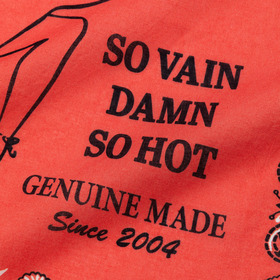 SO VAIN
DAMN
SO HOT
GENUINE MADE
Since 2004